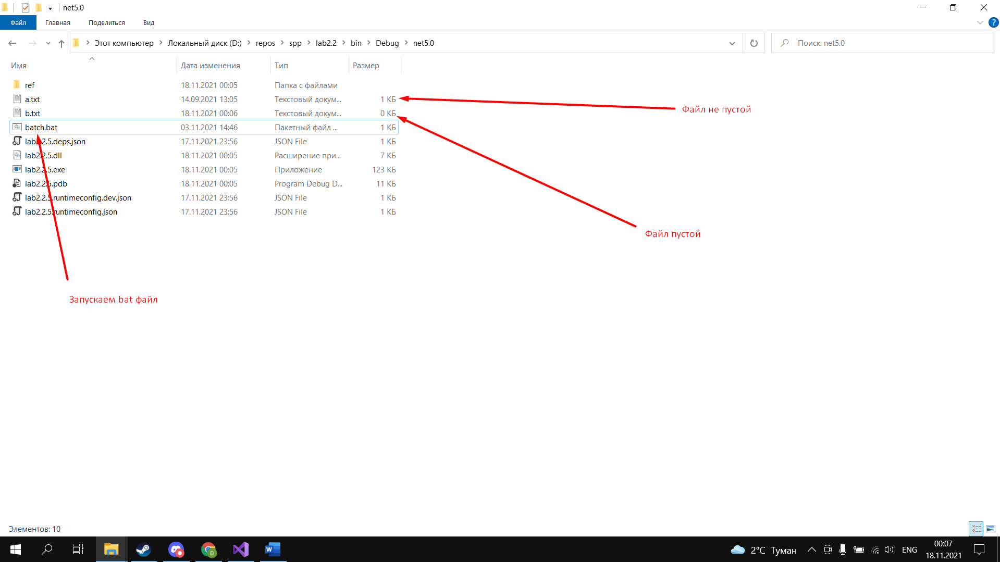 net5.0
Файл Главная Поделиться Вид
Этот компьютер Локальный диск (D:) repos spp lab2.2 bin Debug net5.0
Поиск: net5.0
Имя Дата изменения Тип Размер
ref 18.11.2021 00:05 Папка с файлами
a.txt 14.09.2021 13:05 Текстовый докум... 1 КБ
Файл не пустой
b.txt 18.11.2021 00:06 Текстовый докум... 0 КБ
batch.bat 03.11.2021 14:46 Пакетный файл ... 1 КБ
lab2.2.5.deps.json 17.11.2021 23:56 JSON File 1 КБ
lab2.2.5.dll 18.11.2021 00:05 Расширение при... 7 КБ
lab2.2.5.exe 18.11.2021 00:05 Приложение 123 КБ
lab2.2.5.pdb 18.11.2021 00:05 Program Debug D... 11 КБ
lab2.2.5.runtimeconfig.dev.json 17.11.2021 23:56 JSON File 1 КБ
lab2.2.5.runtimeconfig.json 17.11.2021 23:56 JSON File 1 КБ
Файл пустой
Запускаем bat файл
Элементов: 10
2°C Туман ENG 00:07
18.11.2021